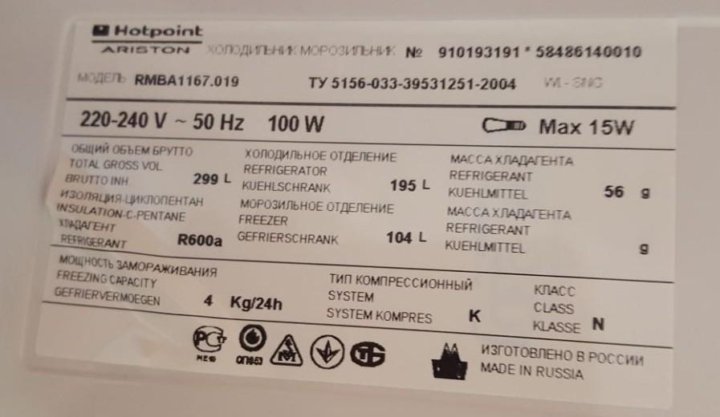 Hotpoint
ARISTON ХОЛОДИЛЬНИК МОРОЗИЛЬНИК № 910193191 * 58486140010
МОДЕЛЬ RMBA1167.019 ТУ 5156-033-39531251-2004 WI - SNG
220-240 V ~ 50 Hz 100 W Max 15W
ОБЩИЙ ОБЪЕМ БРУТТО
TOTAL GROSS VOL
BRUTTO INH 299 L
ХОЛОДИЛЬНОЕ ОТДЕЛЕНИЕ
REFRIGERATOR
KUEHLSCHRANK 195 L
МАССА ХЛАДАГЕНТА
REFRIGERANT
KUEHLMITTEL 56 g
ИЗОЛЯЦИЯ-ЦИКЛОПЕНТАН
INSULATION-C-PENTANE
ХЛАДАГЕНТ
REFRIGERANT R600a
МОРОЗИЛЬНОЕ ОТДЕЛЕНИЕ
FREEZER
GEFRIERSCHRANK 104 L
МАССА ХЛАДАГЕНТА
REFRIGERANT
KUEHLMITTEL g
МОЩНОСТЬ ЗАМОРАЖИВАНИЯ
FREEZING CAPACITY
GEFRIERVERMOEGEN 4 Kg/24h
ТИП КОМПРЕССИОННЫЙ
SYSTEM
SYSTEM KOMPRES K
КЛАСС
CLASS
KLASSE N
ME10
ОП053
ИЗГОТОВЛЕНО В РОССИИ
MADE IN RUSSIA